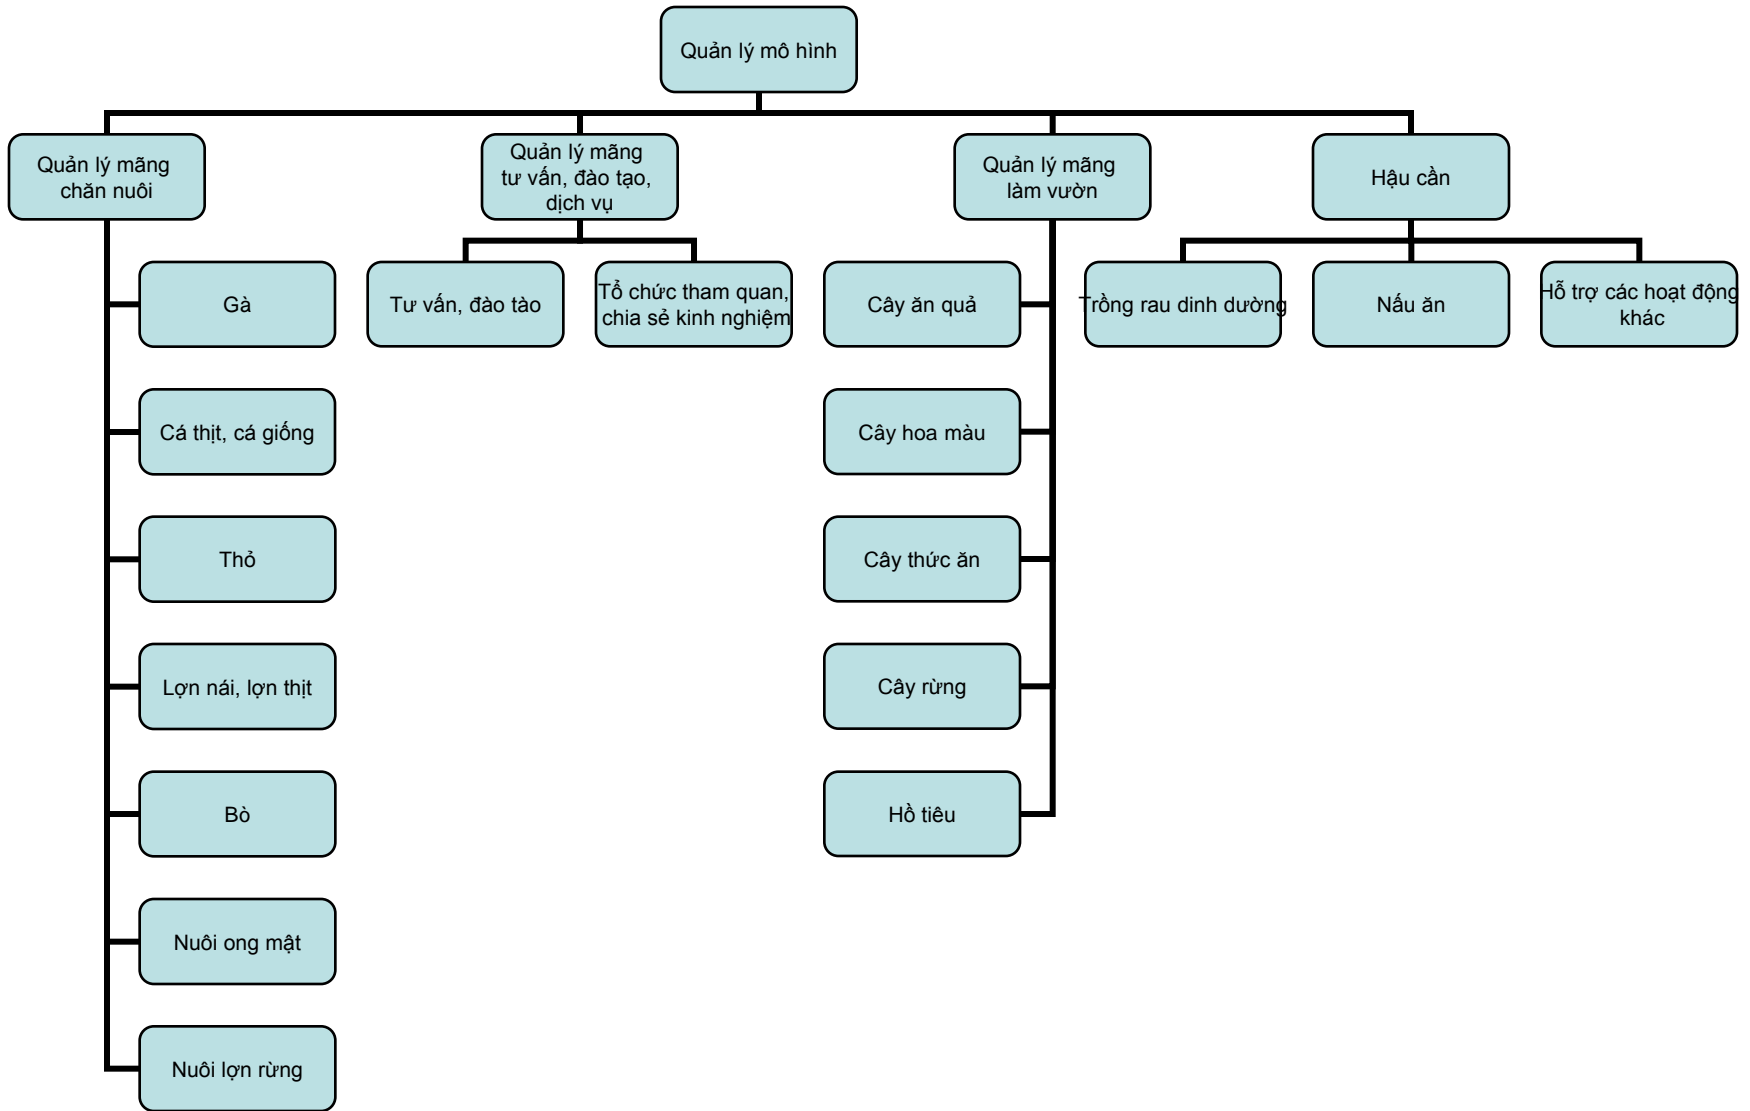 Quản lý mô hình
Quản lý mãng
chăn nuôi
Quản lý mãng
tư vấn, đào tạo,
dịch vụ
Quản lý mãng
làm vườn
Hậu cần
Gà
Tư vấn, đào tào
Tổ chức tham quan,
chia sẻ kinh nghiệm
Cây ăn quả
Trồng rau dinh dường
Nấu ăn
Hỗ trợ các hoạt động
khác
Cá thịt, cá giống
Cây hoa màu
Thỏ
Cây thức ăn
Lợn nái, lợn thịt
Cây rừng
Bò
Hồ tiêu
Nuôi ong mật
Nuôi lợn rừng